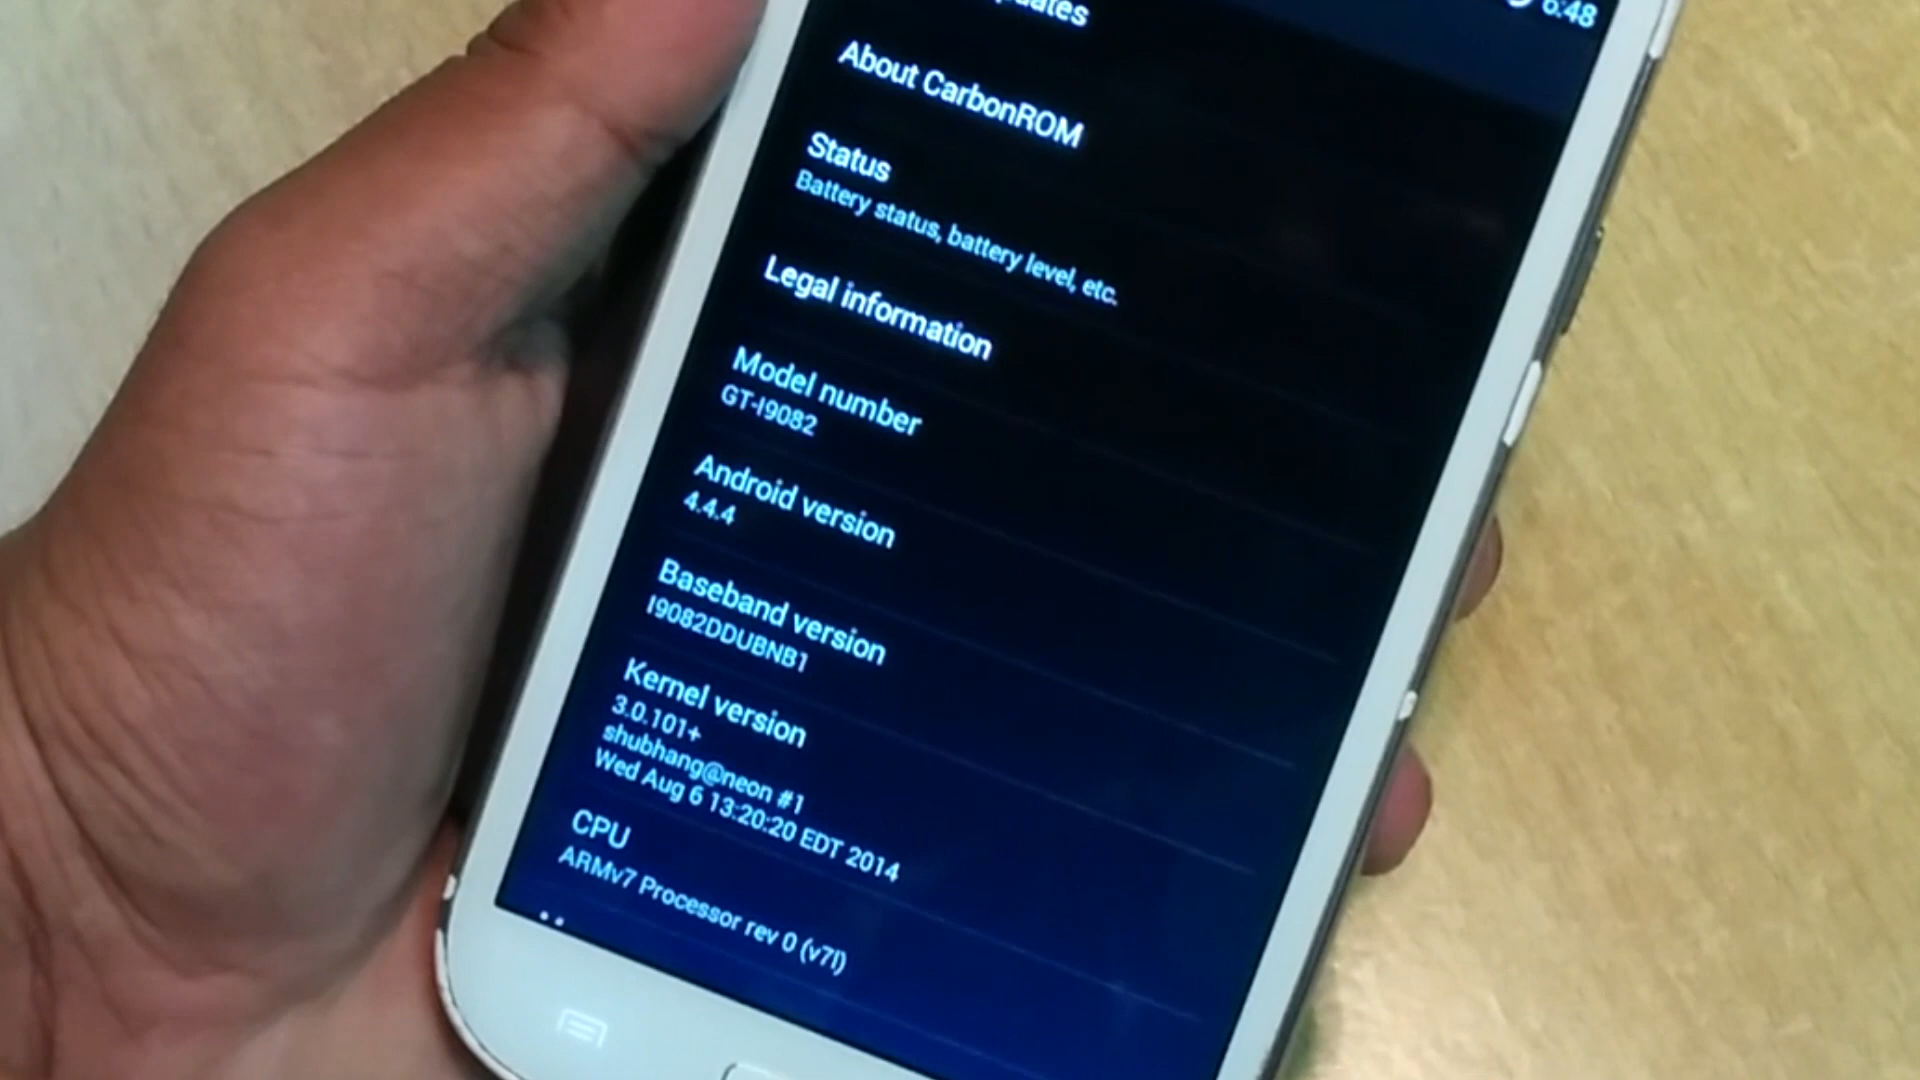 6:48
About CarbonROM
Status
Battery status, battery level, etc.
Legal information
Model number
GT-I9082
Android version
4.4.4
Baseband version
I9082DDUBNB1
Kernel version
3.0.101+
shubhang@neon #1
Wed Aug 6 13:20:20 EDT 2014
CPU
ARMv7 Processor rev 0 (v7l)